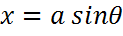 x = a sinθ